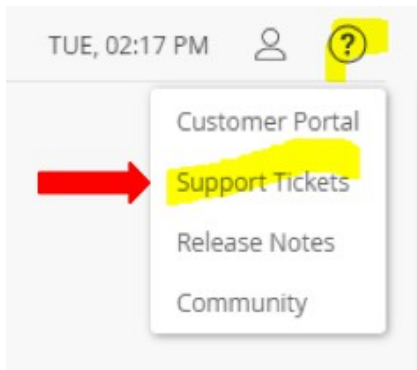 TUE, 02:17 PM ?
Customer Portal
Support Tickets
Release Notes
Community